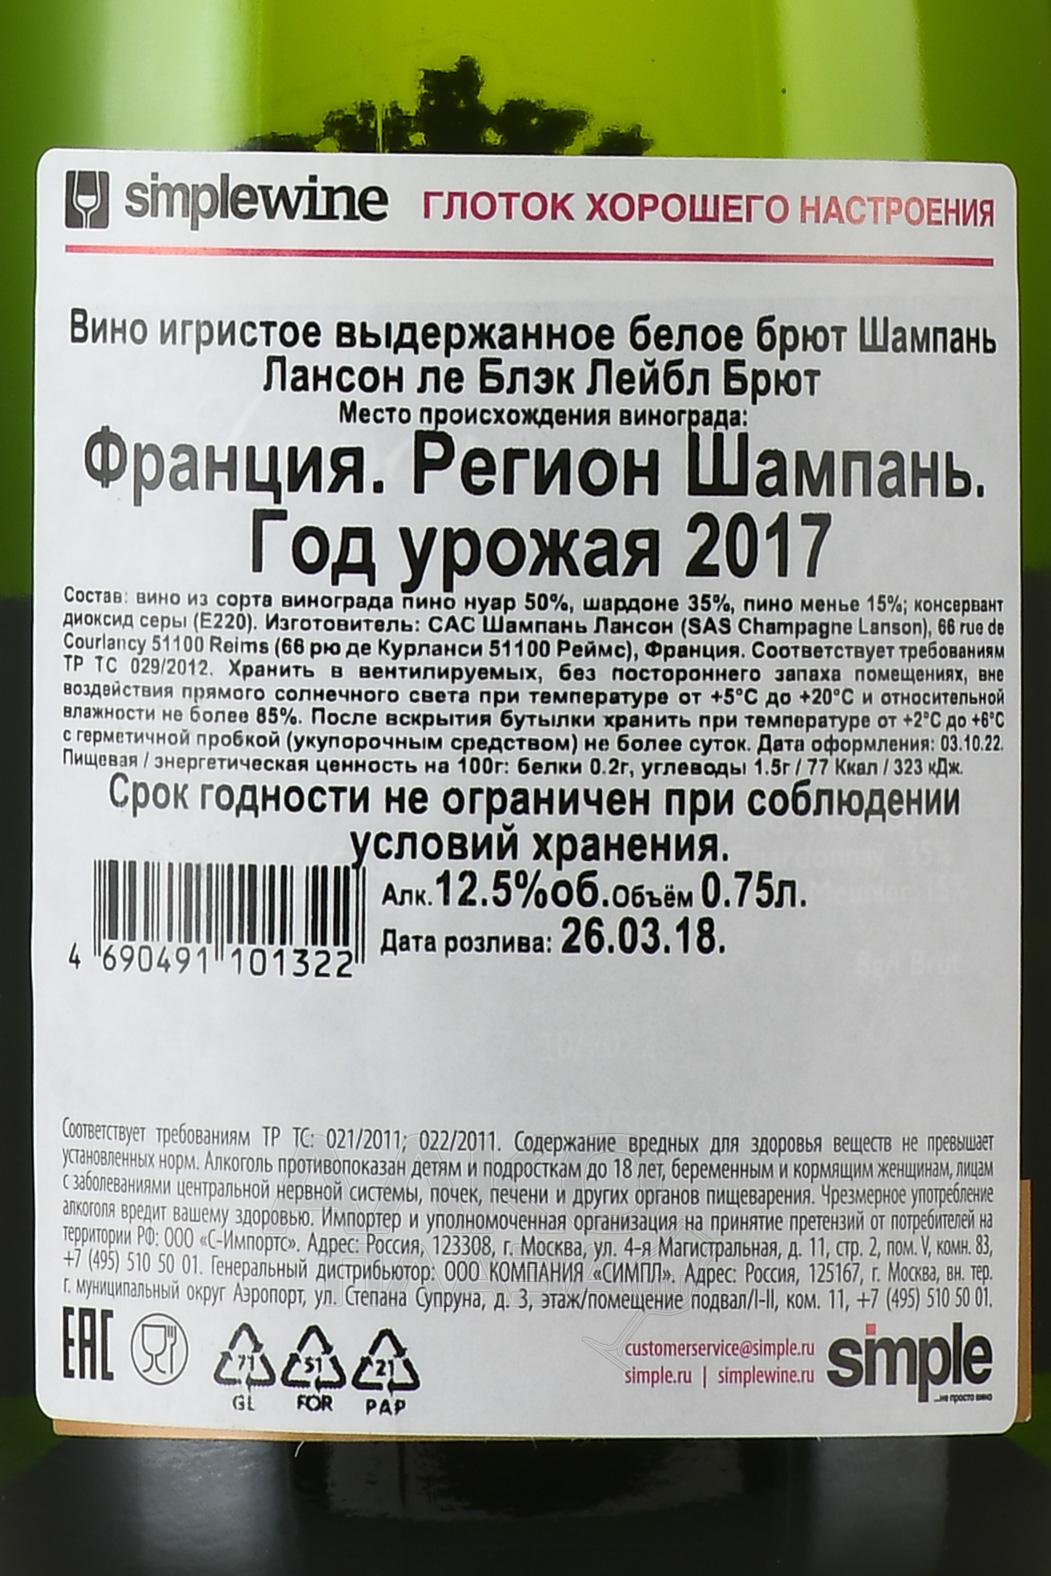 simplewine ГЛОТОК ХОРОШЕГО НАСТРОЕНИЯ
Вино игристое выдержанное белое брют Шампань
Лансон ле Блэк Лейбл Брют
Место происхождения винограда:
Франция. Регион Шампань.
Год урожая 2017
Состав: вино из сорта винограда пино нуар 50%, шардоне 35%, пино менье 15%; консервант
диоксид серы (Е220). Изготовитель: САС Шампань Лансон (SAS Champagne Lanson), 66 rue de
Courlancy 51100 Reims (66 рю де Курланси 51100 Реймс), Франция. Соответствует требованиям
ТР ТС 029/2012. Хранить в вентилируемых, без постороннего запаха помещениях, вне
воздействия прямого солнечного света при температуре от +5°С до +20°С и относительной
влажности не более 85%. После вскрытия бутылки хранить при температуре от +2°С до +6°С
с герметичной пробкой (укупорочным средством) не более суток. Дата оформления: 03.10.22.
Пищевая / энергетическая ценность на 100г: белки 0.2г, углеводы 1.5г / 77 Ккал / 323 кДж.
Срок годности не ограничен при соблюдении
условий хранения.
Алк. 12.5%об. Объём 0.75л.
Дата розлива: 26.03.18.
4 690491 101322
Chardonnay 35%
Meunier 15%
8g/l Brut
10/2022
Соответствует требованиям ТР ТС: 021/2011; 022/2011. Содержание вредных для здоровья веществ не превышает
установленных норм. Алкоголь противопоказан детям и подросткам до 18 лет, беременным и кормящим женщинам, лицам
с заболеваниями центральной нервной системы, почек, печени и других органов пищеварения. Чрезмерное употребление
алкоголя вредит вашему здоровью. Импортер и уполномоченная организация на принятие претензий от потребителей на
территории РФ: ООО «С-Импортс». Адрес: Россия, 123308, г. Москва, ул. 4-я Магистральная, д. 11, стр. 2, пом. V, комн. 83,
+7 (495) 510 50 01. Генеральный дистрибьютор: ООО КОМПАНИЯ «СИМПЛ». Адрес: Россия, 125167, г. Москва, вн. тер.
г. муниципальный округ Аэропорт, ул. Степана Супруна, д. 3, этаж/помещение подвал/I-II, ком. 11, +7 (495) 510 50 01.
EAC
71 51 21
GL FOR PAP
customerservice@simple.ru
simple.ru | simplewine.ru
simple
...не просто вино